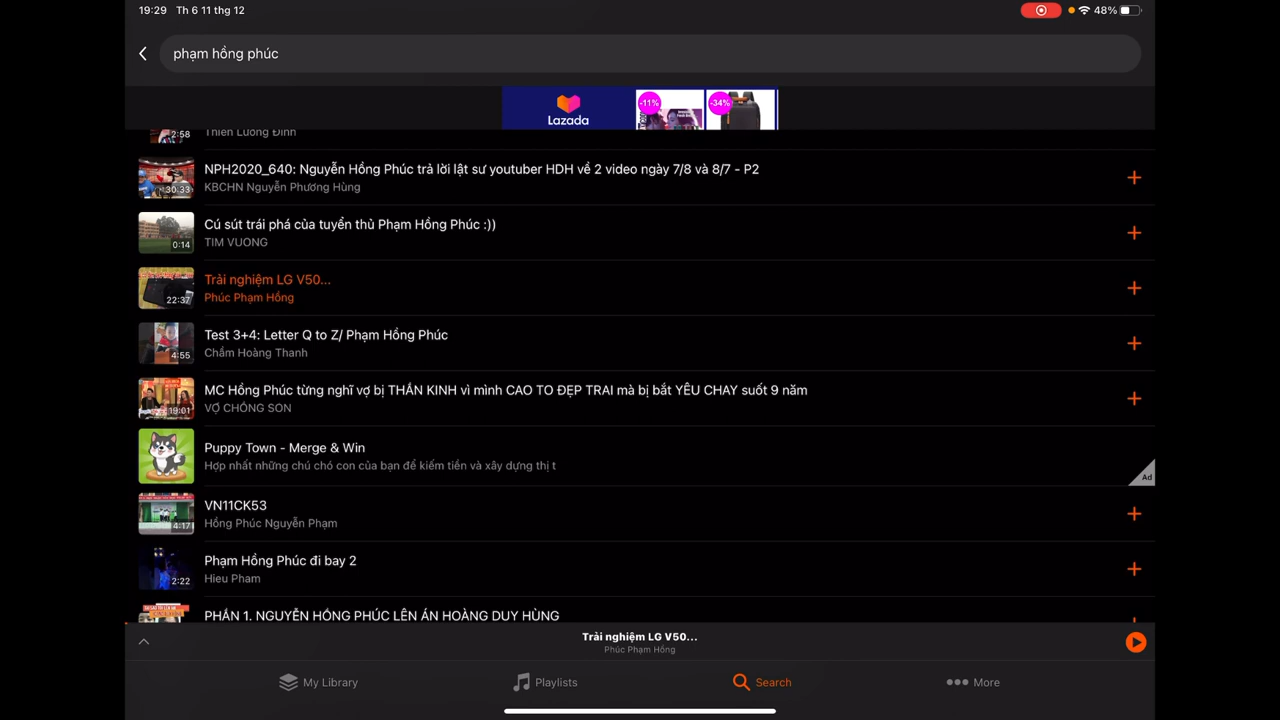 19:29 Th 6 11 thg 12
48%
phạm hồng phúc
-11%
-34%
Lazada
2:58
Thien Luong Đinh
NPH2020_640: Nguyễn Hồng Phúc trả lời lật sư youtuber HDH về 2 video ngày 7/8 và 8/7 - P2
30:33
KBCHN Nguyễn Phương Hùng
Cú sút trái phá của tuyển thủ Phạm Hồng Phúc :))
0:14
TIM VUONG
Trải nghiệm LG V50...
22:37
Phúc Phạm Hồng
Test 3+4: Letter Q to Z/ Phạm Hồng Phúc
4:55
Chấm Hoàng Thanh
MC Hồng Phúc từng nghĩ vợ bị THẦN KINH vì mình CAO TO ĐẸP TRAI mà bị bắt YÊU CHAY suốt 9 năm
19:01
VỢ CHỒNG SON
Puppy Town - Merge & Win
Hợp nhất những chú chó con của bạn để kiếm tiền và xây dựng thị t
Ad
VN11CK53
4:17
Hồng Phúc Nguyễn Phạm
Phạm Hồng Phúc đi bay 2
2:22
Hieu Pham
PHẦN 1. NGUYỄN HỒNG PHÚC LÊN ÁN HOÀNG DUY HÙNG
Trải nghiệm LG V50...
Phúc Phạm Hồng
My Library
Playlists
Search
More